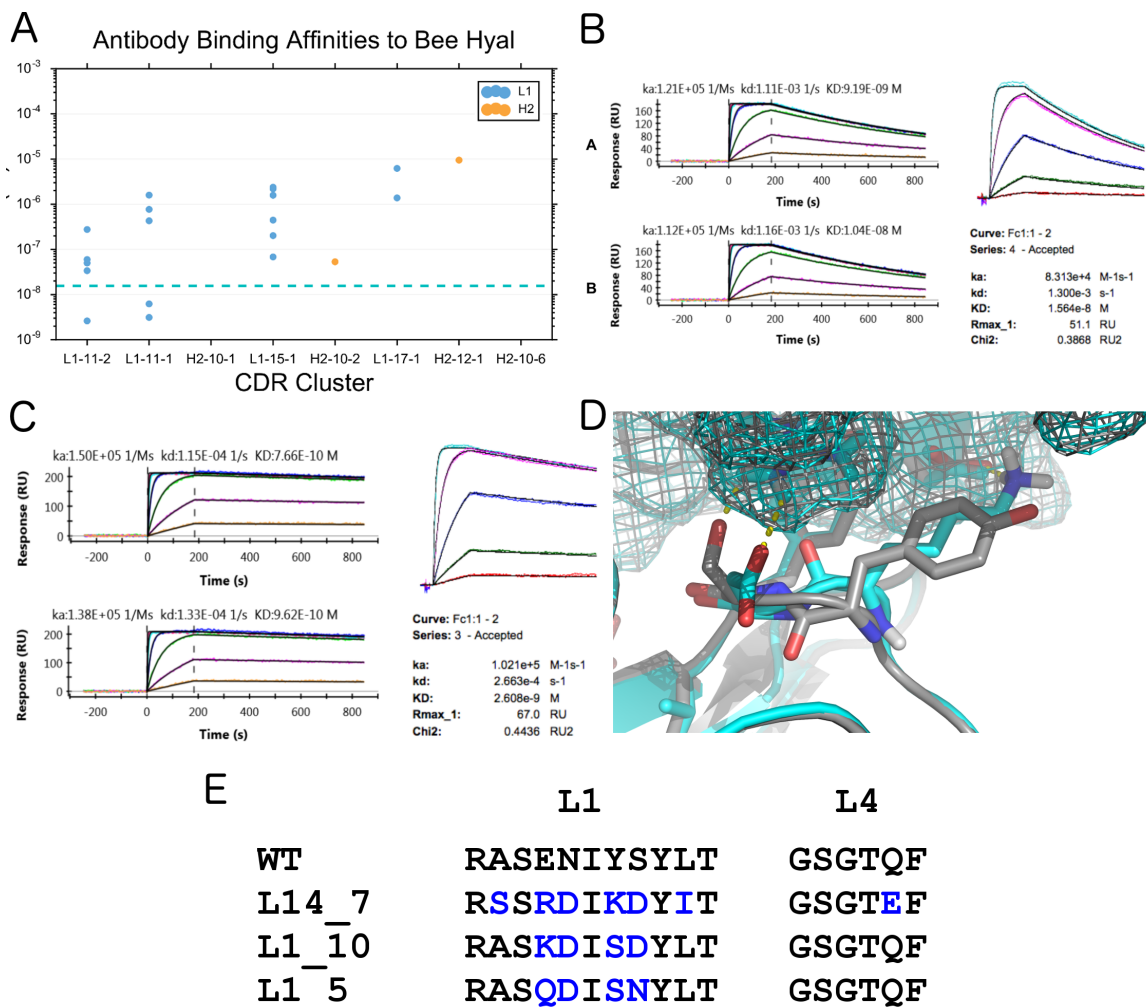 A
Antibody Binding Affinities to Bee Hyal
10-3
10-4
10-5
10-6
10-7
10-8
10-9
L1
H2
L1-11-2 L1-11-1 H2-10-1 L1-15-1 H2-10-2 L1-17-1 H2-12-1 H2-10-6
CDR Cluster
B
ka:1.21E+05 1/Ms kd:1.11E-03 1/s KD:9.19E-09 M
A
Response (RU)
160
120
80
40
0
-200 0 200 400 600 800
Time (s)
ka:1.12E+05 1/Ms kd:1.16E-03 1/s KD:1.04E-08 M
B
Response (RU)
160
120
80
40
0
-200 0 200 400 600 800
Time (s)
Curve: Fc1:1 - 2
Series: 4 - Accepted
ka: 8.313e+4 M-1s-1
kd: 1.300e-3 s-1
KD: 1.564e-8 M
Rmax_1: 51.1 RU
Chi2: 0.3868 RU2
C
ka:1.50E+05 1/Ms kd:1.15E-04 1/s KD:7.66E-10 M
Response (RU)
200
100
0
-200 0 200 400 600 800
Time (s)
ka:1.38E+05 1/Ms kd:1.33E-04 1/s KD:9.62E-10 M
Response (RU)
200
100
0
-200 0 200 400 600 800
Time (s)
Curve: Fc1:1 - 2
Series: 3 - Accepted
ka: 1.021e+5 M-1s-1
kd: 2.663e-4 s-1
KD: 2.608e-9 M
Rmax_1: 67.0 RU
Chi2: 0.4436 RU2
D
E
L1 L4
WT RASENIYSYLT GSGTQF
L14_7 RSSRDIKDYIT GSGTEF
L1_10 RASKDISDYLT GSGTQF
L1_5 RASQDISNYLT GSGTQF